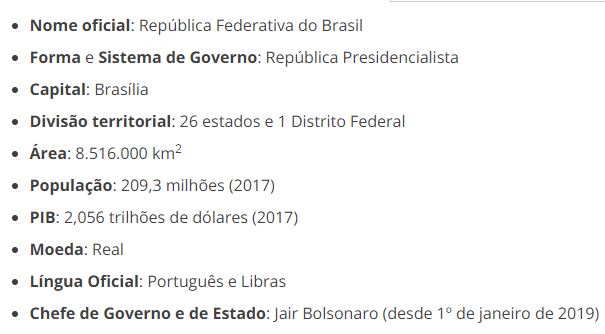 • Nome oficial: República Federativa do Brasil
• Forma e Sistema de Governo: República Presidencialista
• Capital: Brasília
• Divisão territorial: 26 estados e 1 Distrito Federal
• Área: 8.516.000 km²
• População: 209,3 milhões (2017)
• PIB: 2,056 trilhões de dólares (2017)
• Moeda: Real
• Língua Oficial: Português e Libras
• Chefe de Governo e de Estado: Jair Bolsonaro (desde 1º de janeiro de 2019)